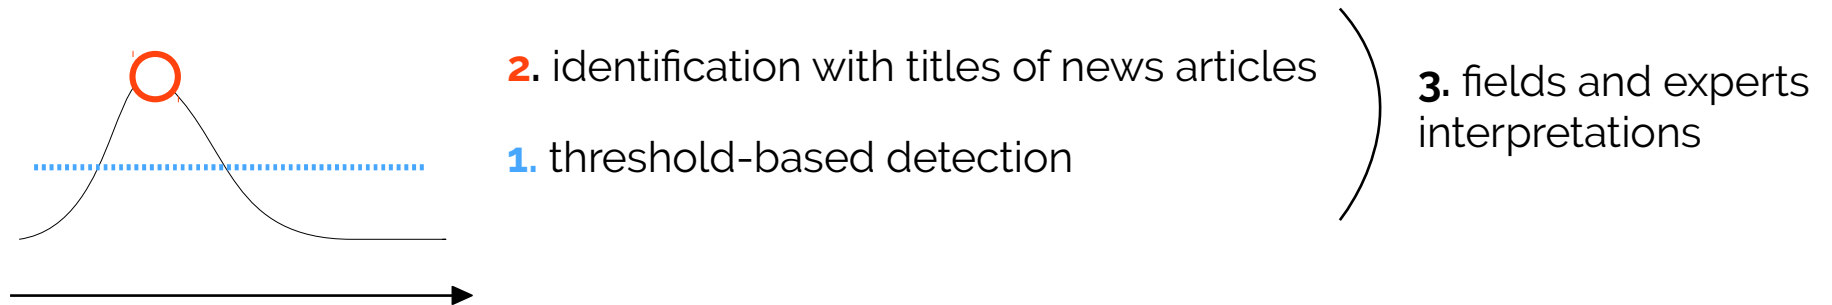 2. identification with titles of news articles
1. threshold-based detection
3. fields and experts
interpretations